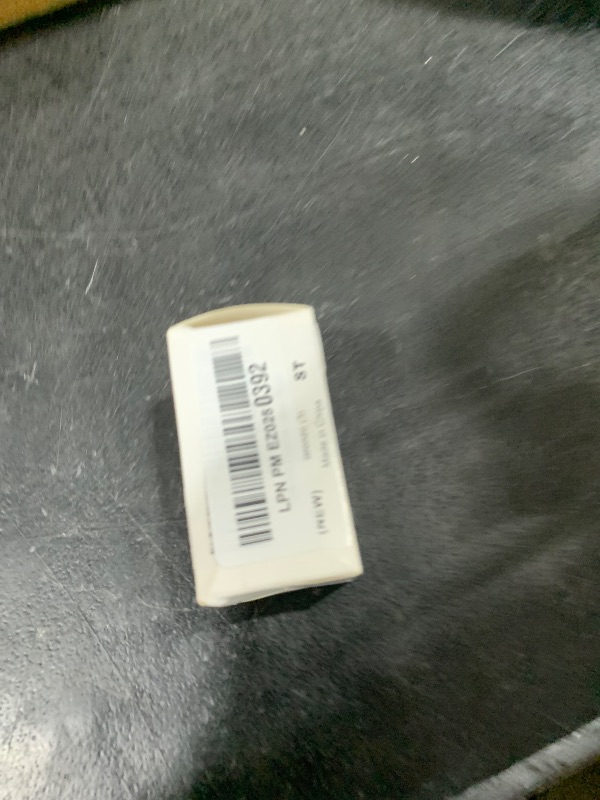 LPN PM EZ0280392
ST
(NEW)
Made in China